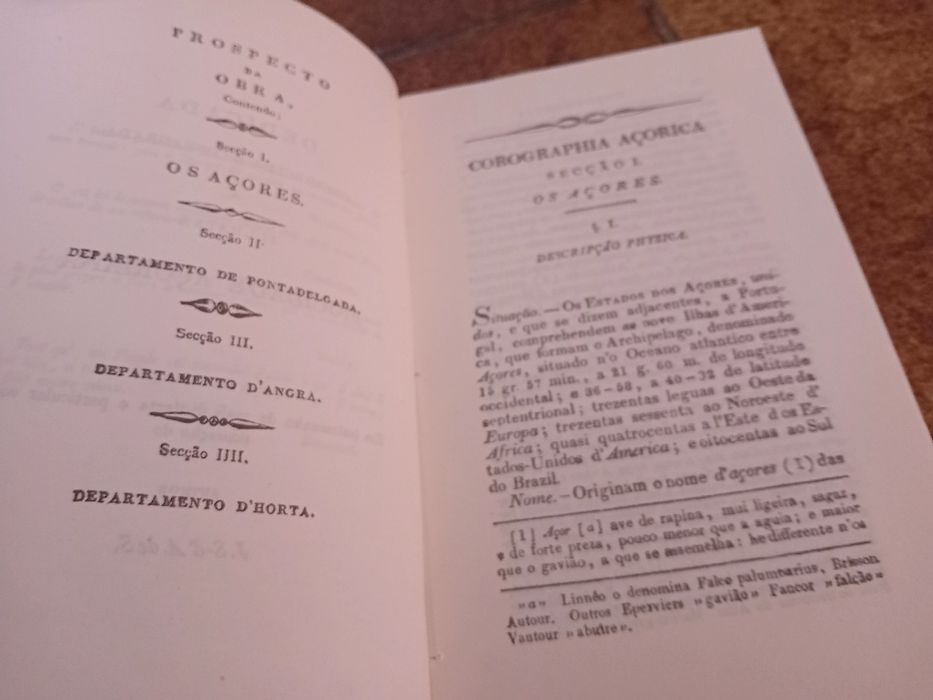 PROSPECTO
DA
OBRA,
Contendo;
Secção I,
OS AÇORES.
Secção II·
DEPARTAMENTO DE PONTADELGADA.
Secção III.
DEPARTAMENTO D'ANGRA.
Secção IIII.
DEPARTAMENTO D'HORTA.
COROGRAPHIA AÇORICA
SECÇÃO I.
OS AÇORES.
§ I.
DESCRIPÇÃO PHYSICA.
Situação.— Os Estados dos Açores, uni-
dos, e que se dizem adjacentes, a Portu-
gal, comprehendem as nove Ilhas d'Ameri-
ca, que formam o Archipelago, denominado
Açores, situado n'o Oceano atlantico entre
15 gr. 57 min., a 21 g. 60 m. de longitude
occidental; e 36-58, a 40-32 de latitude
septentrional; trezentas leguas ao Oeste da
Europa; trezentas sessenta ao Noroeste d'
Africa; quasi quatrocentas a l'Este dos Es-
tados-Unidos d'America; e oitocentas ao Sul
do Brazil.
Nome.—Originam o nome d'açores (I) das
[I] Açor [a] ave de rapina, mui ligeira, sagaz,
e de forte preza, pouco menor que a aguia; e maior
que o gavião, a que se assemelha: he differente n'os
"a" Linnêo o denomina Falco palumbarius, Brisson
Autour. Outros Eperviers "gavião" Fancor "falção"
Vautour "abutre".